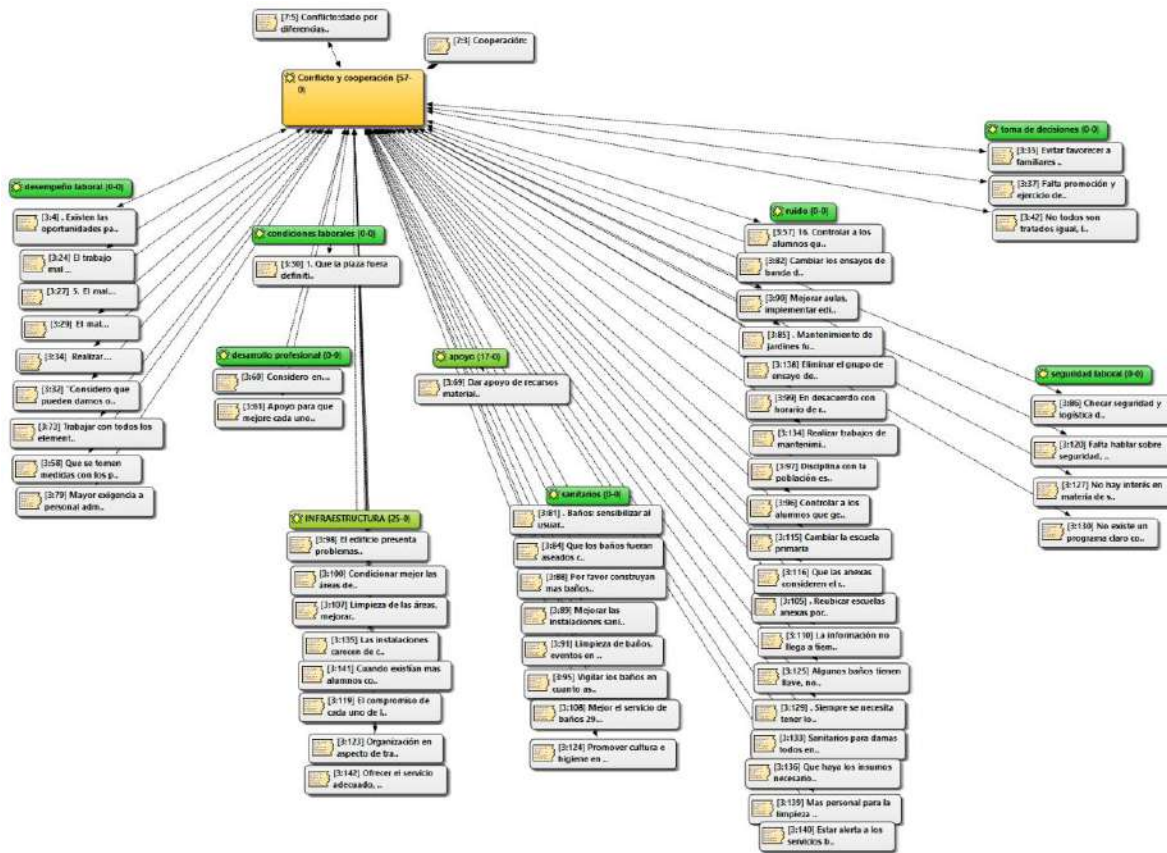 [7:5] Conflicto:dado por
diferencias..
[7:3] Cooperación:
Conflicto y cooperación (57-
0)
toma de decisiones (0-0)
[3:35] Evitar favorecer a
familiares ..
[3:37] Falta promoción y
ejercicio de..
[3:42] No todos son
tratados igual, l..
desempeño laboral (0-0)
[3:4] . Existen las
oportunidades pa..
[3:24] El trabajo
mal ...
[3:27] 5. El mal...
[3:29] El mal...
[3:34] Realizar...
[3:32] "Considero que
pueden darnos o..
[3:73] Trabajar con todos los
element..
[3:58] Que se tomen
medidas con los p..
[3:79] Mayor exigencia a
personal adm..
condiciones laborales (0-0)
[3:30] 1. Que la plaza fuera
definiti..
desarrollo profesional (0-0)
[3:60] Considero en....
[3:61] Apoyo para que
mejore cada uno..
apoyo (17-0)
[3:69] Dar apoyo de recursos
material..
INFRAESTRUCTURA (25-0)
[3:98] El edificio presenta
problemas..
[3:100] Condicionar mejor las
áreas de..
[3:107] Limpieza de las áreas,
mejorar..
[3:135] Las instalaciones
carecen de c..
[3:141] Cuando existían mas
alumnos co..
[3:119] El compromiso de
cada uno de l..
[3:123] Organización en
aspecto de tra..
[3:142] Ofrecer el servicio
adecuado, ..
sanitarios (0-0)
[3:81] . Baños: sensibilizar al
usuar..
[3:84] Que los baños fueran
aseados c..
[3:88] Por favor construyan
mas baños..
[3:89] Mejorar las
instalaciones sani..
[3:91] Limpieza de baños,
eventos en ..
[3:95] Vigilar los baños en
cuanto as..
[3:108] Mejor el servicio de
baños 29...
[3:124] Promover cultura e
higiene en ..
ruido (0-0)
[3:57] 16. Controlar a los
alumnos qu..
[3:82] Cambiar los ensayos de
banda d..
[3:90] Mejorar aulas,
implementar edi..
[3:85] . Mantenimiento de
jardines fu..
[3:138] Eliminar el grupo de
ensayo de..
[3:99] En desacuerdo con
horario de r..
[3:134] Realizar trabajos de
mantenimi..
[3:97] Disciplina con la
población es..
[3:96] Controlar a los
alumnos que ge..
[3:115] Cambiar la escuela
primaria
[3:116] Que las anexas
consideren el r..
[3:105] . Reubicar escuelas
anexas por..
[3:110] La información no
llega a tiem..
[3:125] Algunos baños tienen
llave, no..
[3:129] . Siempre se necesita
tener lo..
[3:133] Sanitarios para damas
todos en..
[3:136] Que haya los insumos
necesario..
[3:139] Mas personal para la
limpieza ..
[3:140] Estar alerta a los
servicios b..
seguridad laboral (0-0)
[3:86] Checar seguridad y
logística d..
[3:120] Falta hablar sobre
seguridad, ..
[3:127] No hay interés en
materia de s..
[3:130] No existe un
programa claro co..